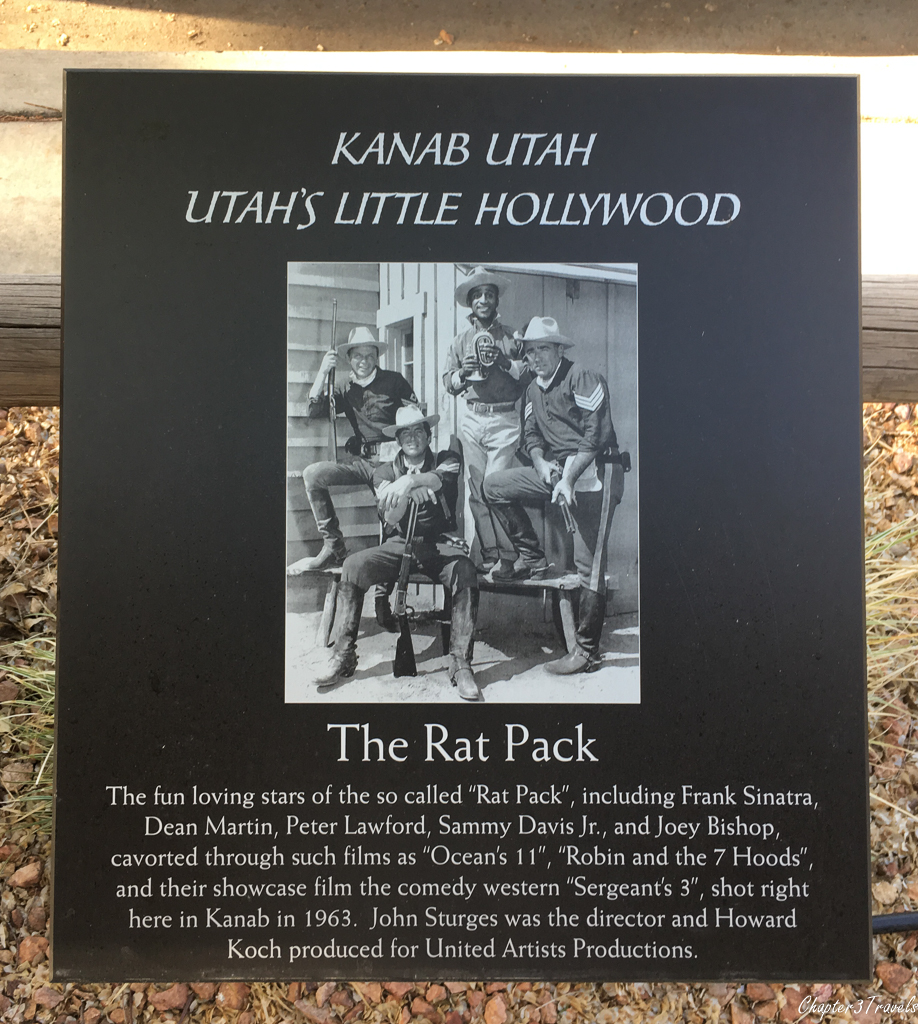 KANAB UTAH
UTAH'S LITTLE HOLLYWOOD
The Rat Pack
The fun loving stars of the so called "Rat Pack", including Frank Sinatra,
Dean Martin, Peter Lawford, Sammy Davis Jr., and Joey Bishop,
cavorted through such films as "Ocean's 11", "Robin and the 7 Hoods",
and their showcase film the comedy western "Sergeant's 3", shot right
here in Kanab in 1963.  John Sturges was the director and Howard
Koch produced for United Artists Productions.
Chapter3Travels